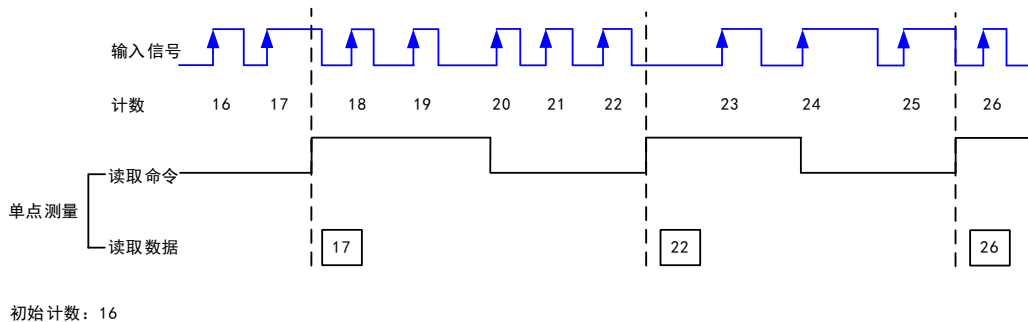 输入信号
计数 16 17 18 19 20 21 22 23 24 25 26
读取命令
单点测量
读取数据 17 22 26
初始计数：16